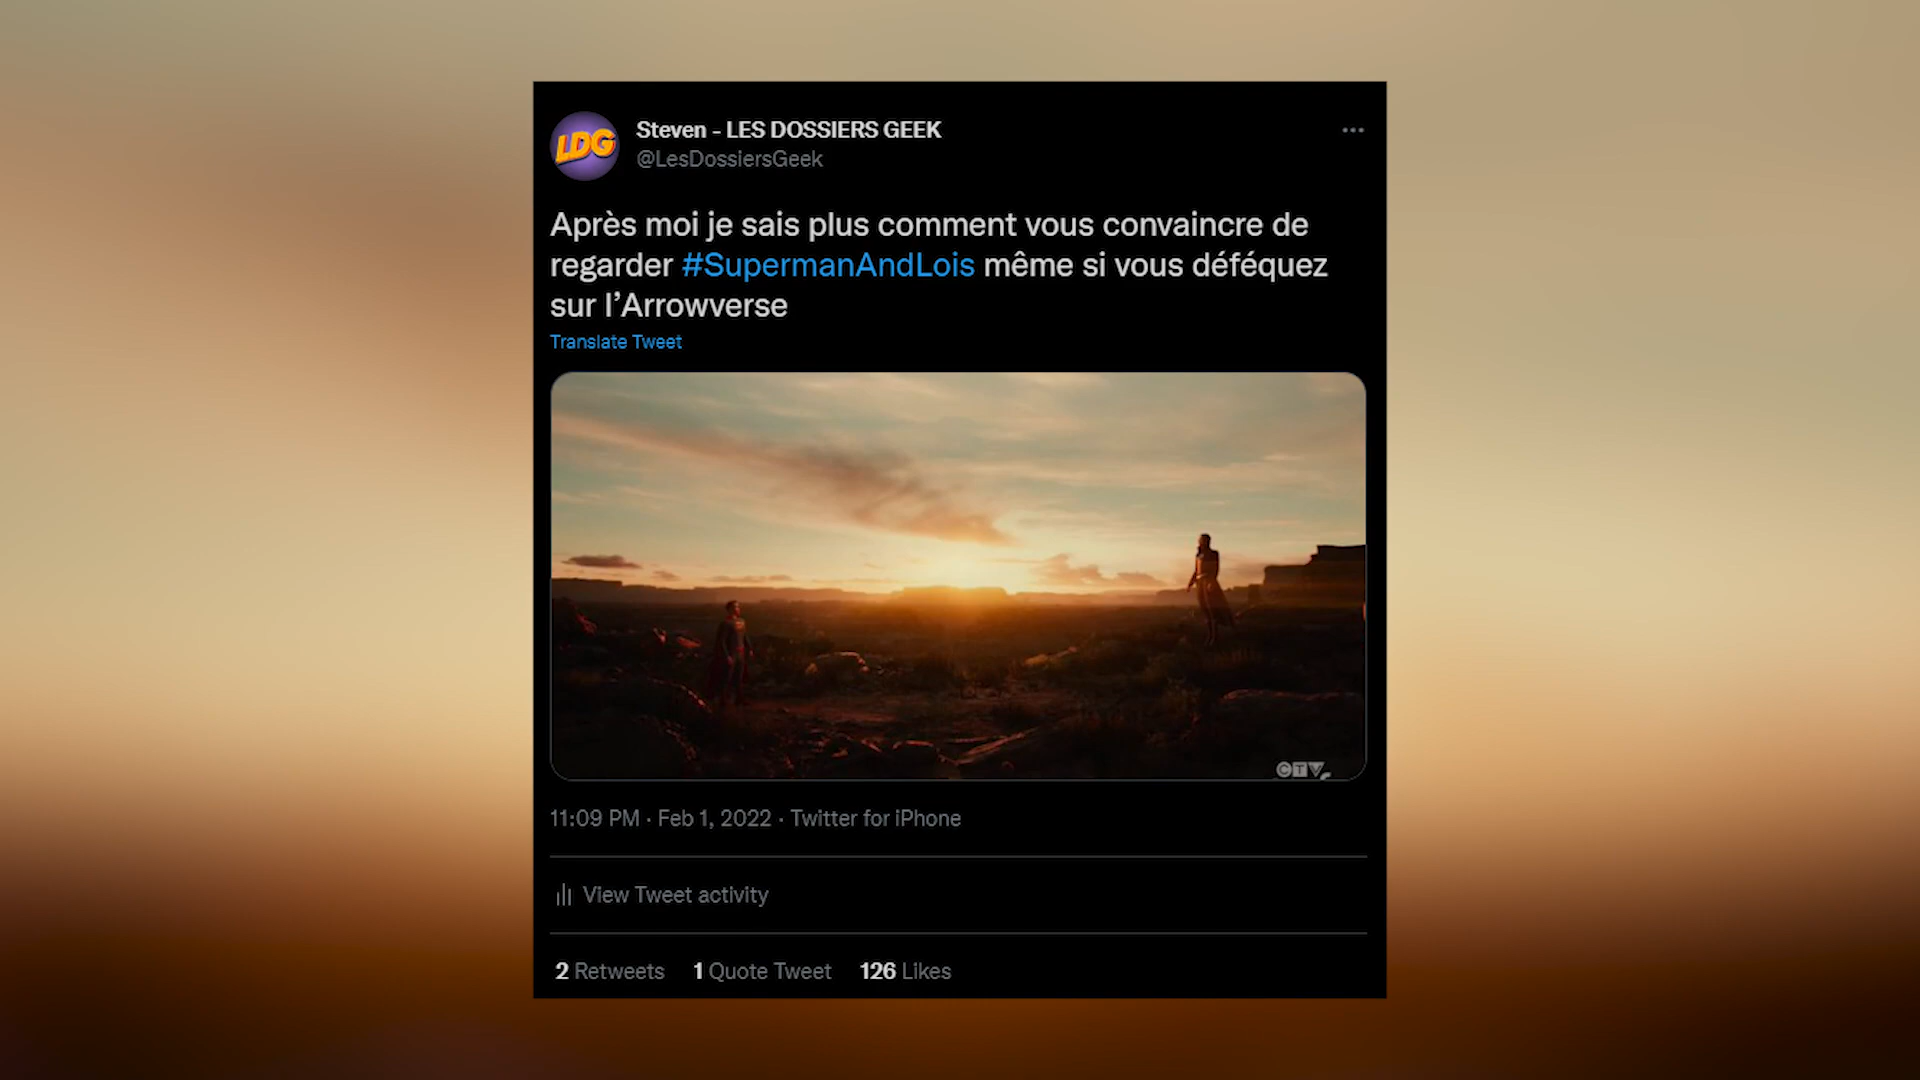 LDG
Steven - LES DOSSIERS GEEK
@LesDossiersGeek
Après moi je sais plus comment vous convaincre de
regarder #SupermanAndLois même si vous déféquez
sur l’Arrowverse
Translate Tweet
CTV
11:09 PM · Feb 1, 2022 · Twitter for iPhone
View Tweet activity
2 Retweets 1 Quote Tweet 126 Likes